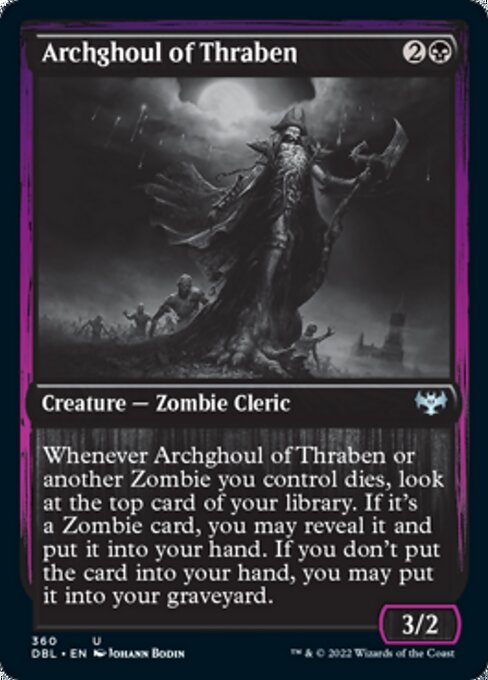 Archghoul of Thraben 2
Creature — Zombie Cleric
Whenever Archghoul of Thraben or
another Zombie you control dies, look
at the top card of your library. If it's
a Zombie card, you may reveal it and
put it into your hand. If you don't put
the card into your hand, you may put
it into your graveyard.
3/2
360 U
DBL • EN Johann Bodin
™ & © 2022 Wizards of the Coast